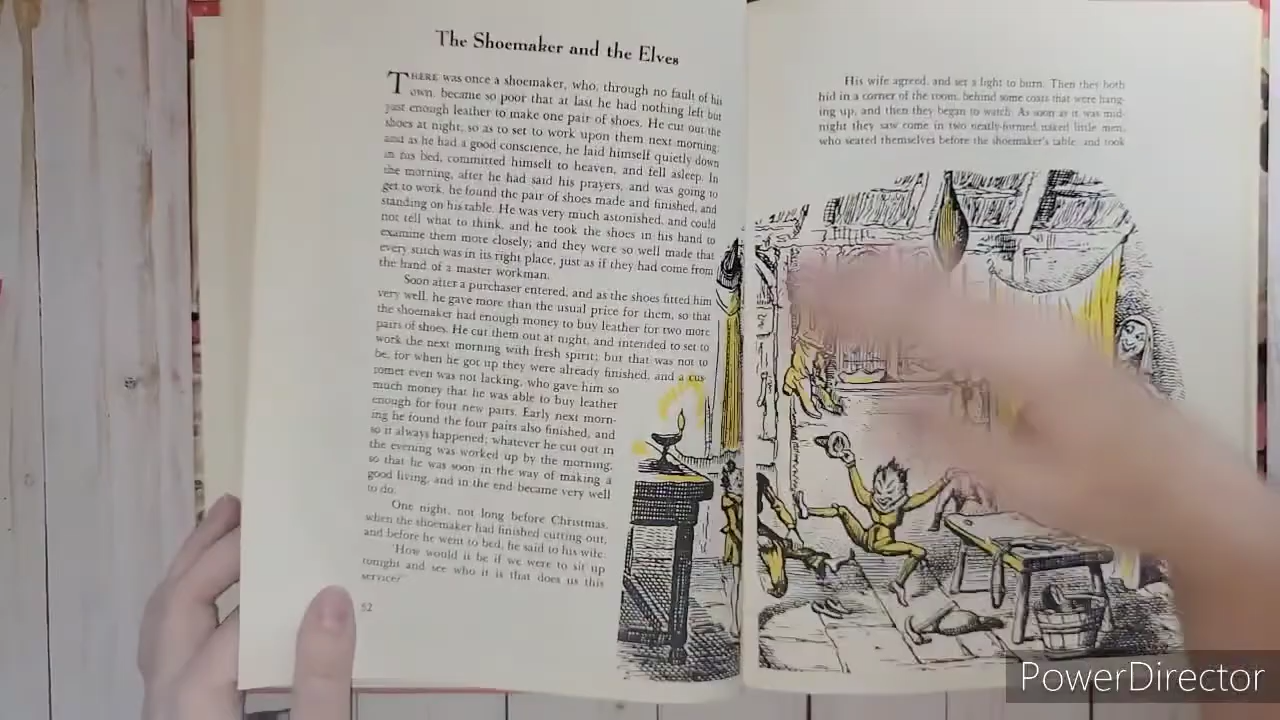 The Shoemaker and the Elves
THERE was once a shoemaker, who, through no fault of his
own, became so poor that at last he had nothing left but
just enough leather to make one pair of shoes. He cut out the
shoes at night, so as to set to work upon them next morning;
and as he had a good conscience, he laid himself quietly down
in his bed, committed himself to heaven, and fell asleep. In
the morning, after he had said his prayers, and was going to
get to work, he found the pair of shoes made and finished, and
standing on his table. He was very much astonished, and could
not tell what to think, and he took the shoes in his hand to
examine them more closely; and they were so well made that
every stitch was in its right place, just as if they had come from
the hand of a master workman.
Soon after a purchaser entered, and as the shoes fitted him
very well, he gave more than the usual price for them, so that
the shoemaker had enough money to buy leather for two more
pairs of shoes. He cut them out at night, and intended to set to
work the next morning with fresh spirit; but that was not to
be, for when he got up they were already finished, and a cus-
tomer even was not lacking, who gave him so
much money that he was able to buy leather
enough for four new pairs. Early next morn-
ing he found the four pairs also finished, and
so it always happened; whatever he cut out in
the evening was worked up by the morning,
so that he was soon in the way of making a
good living, and in the end became very well
to do.
One night, not long before Christmas,
when the shoemaker had finished cutting out,
and before he went to bed, he said to his wife,
'How would it be if we were to sit up
tonight and see who it is that does us this
service?'
52
His wife agreed, and set a light to burn. Then they both
hid in a corner of the room, behind some coats that were hang-
ing up, and then they began to watch. As soon as it was mid-
night they saw come in two neatly-formed naked little men,
who seated themselves before the shoemaker's table, and took
PowerDirector